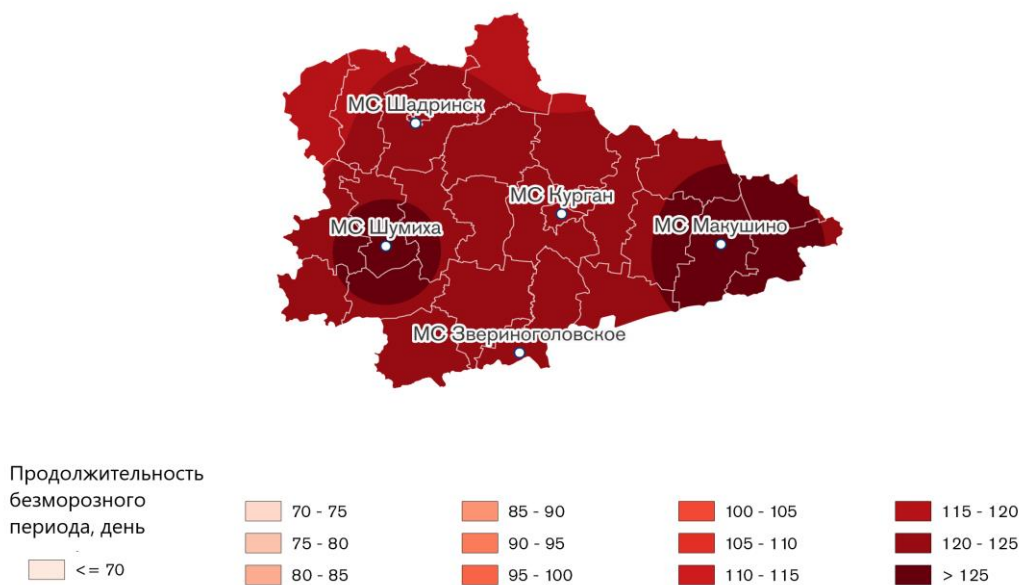 МС Шадринск
МС Курган
МС Шумиха
МС Макушино
МС Звериноголовское
Продолжительность
безморозного
периода, день
<= 70
70 - 75
75 - 80
80 - 85
85 - 90
90 - 95
95 - 100
100 - 105
105 - 110
110 - 115
115 - 120
120 - 125
> 125